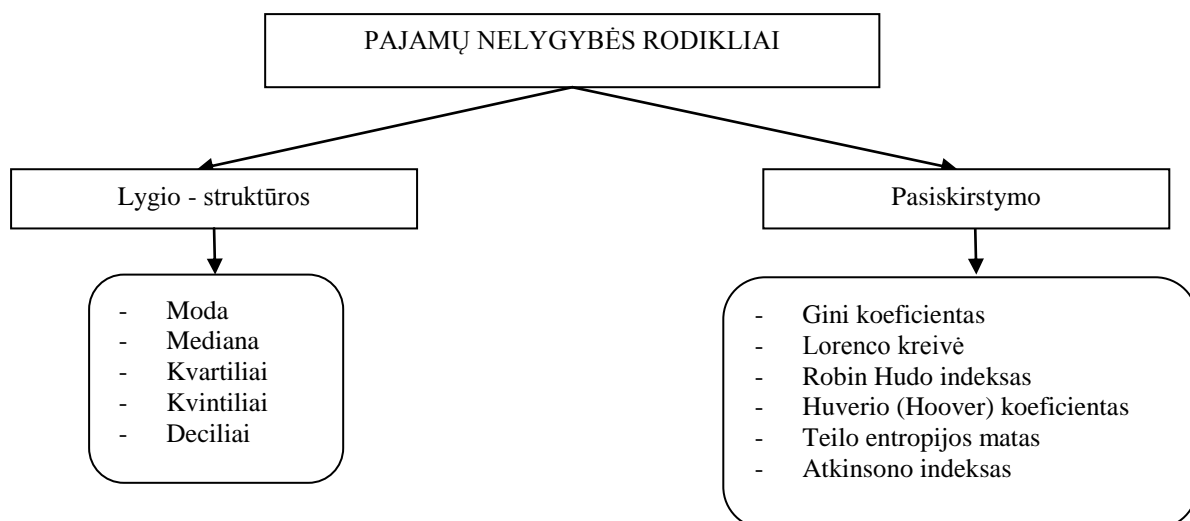 PAJAMŲ NELYGYBĖS RODIKLIAI
Lygio - struktūros
- Moda
- Mediana
- Kvartiliai
- Kvintiliai
- Deciliai
Pasiskirstymo
- Gini koeficientas
- Lorenco kreivė
- Robin Hudo indeksas
- Huverio (Hoover) koeficientas
- Teilo entropijos matas
- Atkinsono indeksas